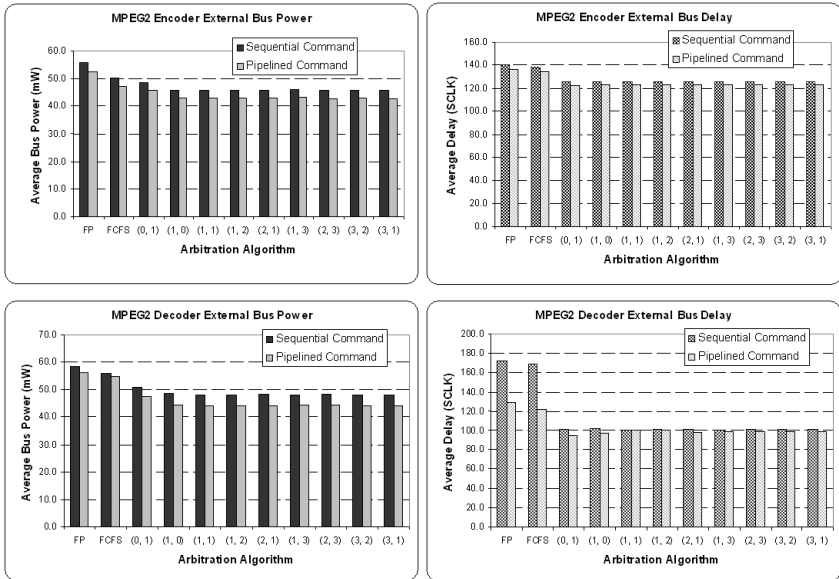 MPEG2 Encoder External Bus Power
Sequential Command
Pipelined Command
Average Bus Power (mW)
60.0
50.0
40.0
30.0
20.0
10.0
0.0
FP FCFS (0, 1) (1, 0) (1, 1) (1, 2) (2, 1) (1, 3) (2, 3) (3, 2) (3, 1)
Arbitration Algorithm
MPEG2 Encoder External Bus Delay
Sequential Command
Pipelined Command
Average Delay (SCLK)
160.0
140.0
120.0
100.0
80.0
60.0
40.0
20.0
0.0
FP FCFS (0, 1) (1, 0) (1, 1) (1, 2) (2, 1) (1, 3) (2, 3) (3, 2) (3, 1)
Arbitration Algorithm
MPEG2 Decoder External Bus Power
Sequential Command
Pipelined Command
Average Bus Power (mW)
70.0
60.0
50.0
40.0
30.0
20.0
10.0
0.0
FP FCFS (0, 1) (1, 0) (1, 1) (1, 2) (2, 1) (1, 3) (2, 3) (3, 2) (3, 1)
Arbitration Algorithm
MPEG2 Decoder External Bus Delay
Sequential Command
Pipelined Command
Average Delay (SCLK)
200.0
180.0
160.0
140.0
120.0
100.0
80.0
60.0
40.0
20.0
0.0
FP FCFS (0, 1) (1, 0) (1, 1) (1, 2) (2, 1) (1, 3) (2, 3) (3, 2) (3, 1)
Arbitration Algorithm